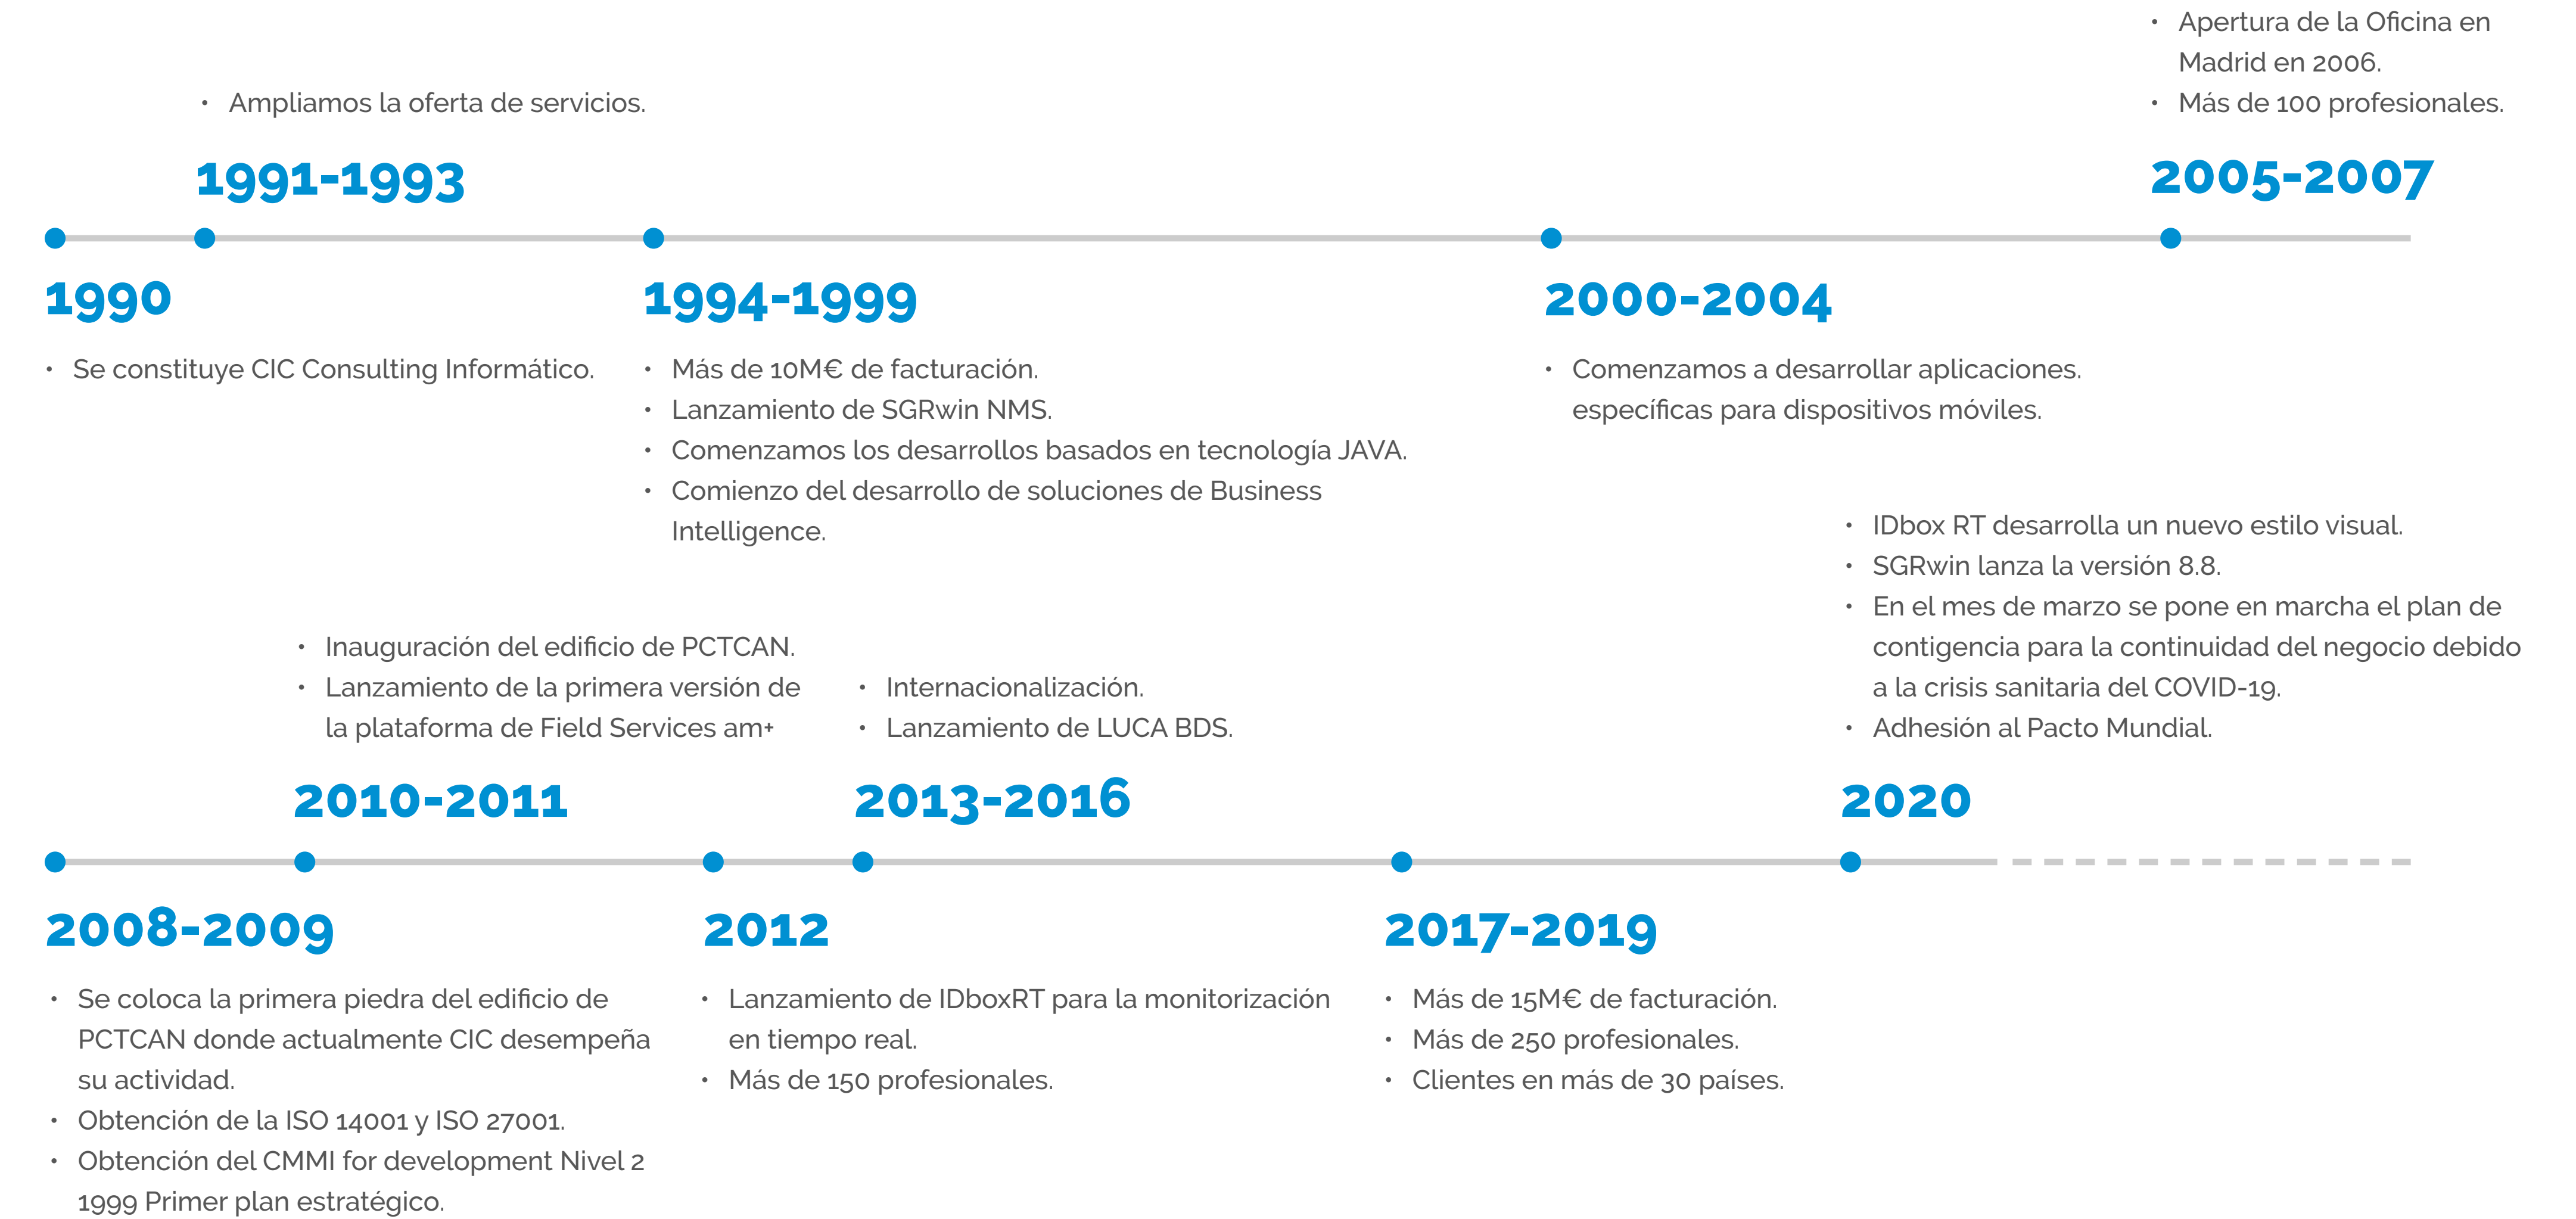 • Apertura de la Oficina en
Madrid en 2006.
• Más de 100 profesionales.
• Ampliamos la oferta de servicios.
1991-1993
2005-2007
1990
• Se constituye CIC Consulting Informático.
1994-1999
• Más de 10M€ de facturación.
• Lanzamiento de SGRwin NMS.
• Comenzamos los desarrollos basados en tecnología JAVA.
• Comienzo del desarrollo de soluciones de Business
Intelligence.
2000-2004
• Comenzamos a desarrollar aplicaciones.
específicas para dispositivos móviles.
• Inauguración del edificio de PCTCAN.
• Lanzamiento de la primera versión de
la plataforma de Field Services am+
2010-2011
• Internacionalización.
• Lanzamiento de LUCA BDS.
2013-2016
• IDbox RT desarrolla un nuevo estilo visual.
• SGRwin lanza la versión 8.8.
• En el mes de marzo se pone en marcha el plan de
contigencia para la continuidad del negocio debido
a la crisis sanitaria del COVID-19.
• Adhesión al Pacto Mundial.
2020
2008-2009
• Se coloca la primera piedra del edificio de
PCTCAN donde actualmente CIC desempeña
su actividad.
• Obtención de la ISO 14001 y ISO 27001.
• Obtención del CMMI for development Nivel 2
1999 Primer plan estratégico.
2012
• Lanzamiento de IDboxRT para la monitorización
en tiempo real.
• Más de 150 profesionales.
2017-2019
• Más de 15M€ de facturación.
• Más de 250 profesionales.
• Clientes en más de 30 países.